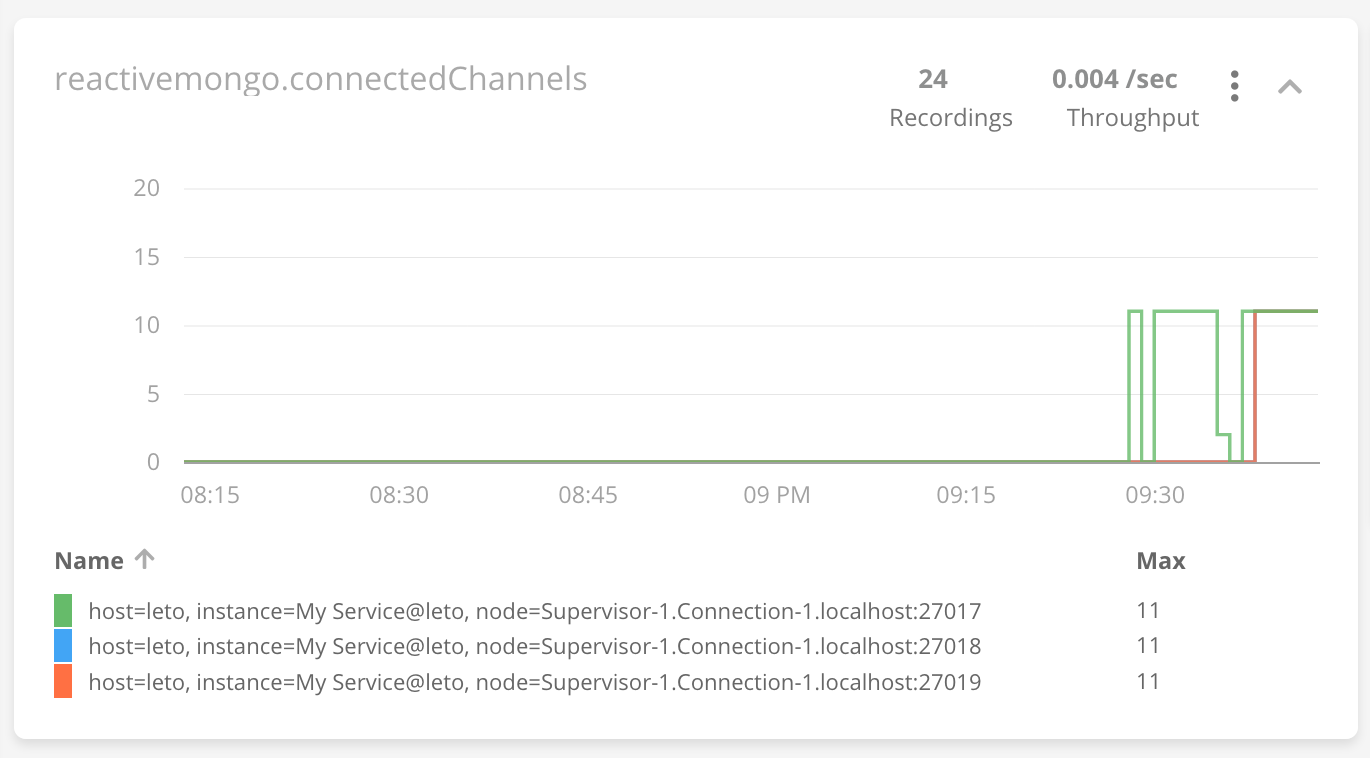 reactivemongo.connectedChannels
24 0.004 /sec
Recordings Throughput
20
15
10
5
0
08:15 08:30 08:45 09 PM 09:15 09:30
Name Max
host=leto, instance=My Service@leto, node=Supervisor-1.Connection-1.localhost:27017 11
host=leto, instance=My Service@leto, node=Supervisor-1.Connection-1.localhost:27018 11
host=leto, instance=My Service@leto, node=Supervisor-1.Connection-1.localhost:27019 11